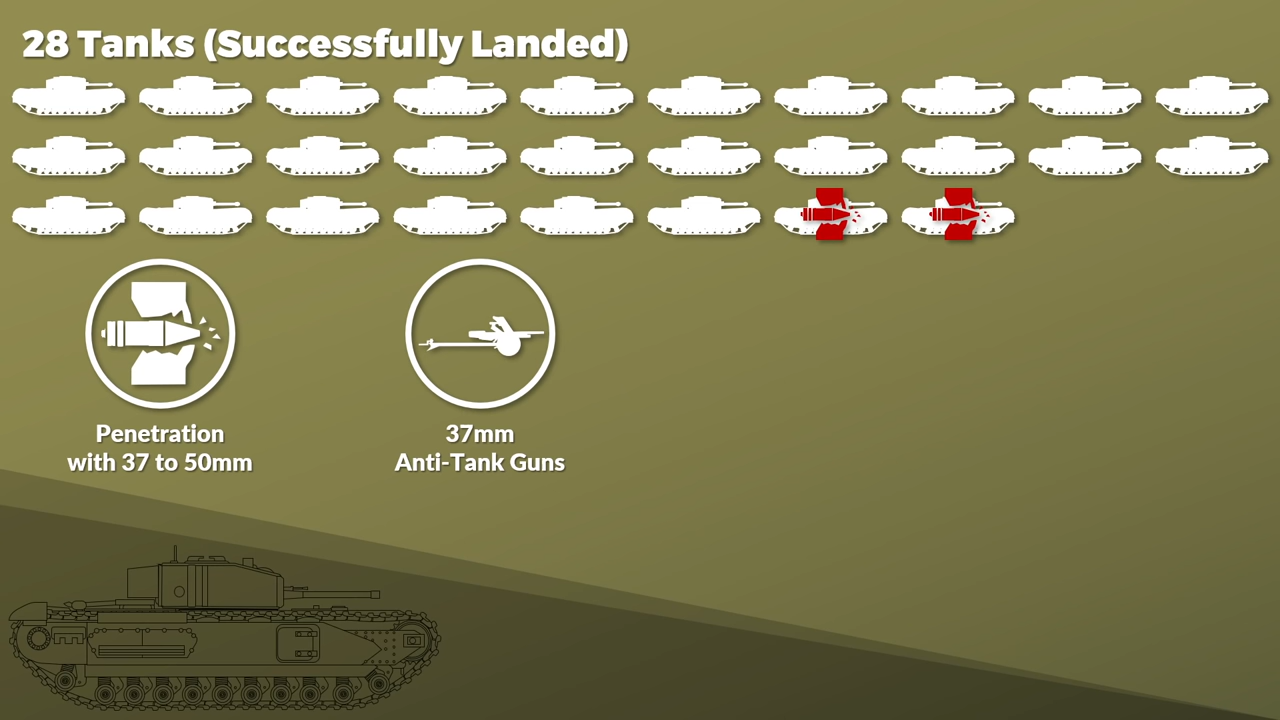 28 Tanks (Successfully Landed)
Penetration
with 37 to 50mm
37mm
Anti-Tank Guns